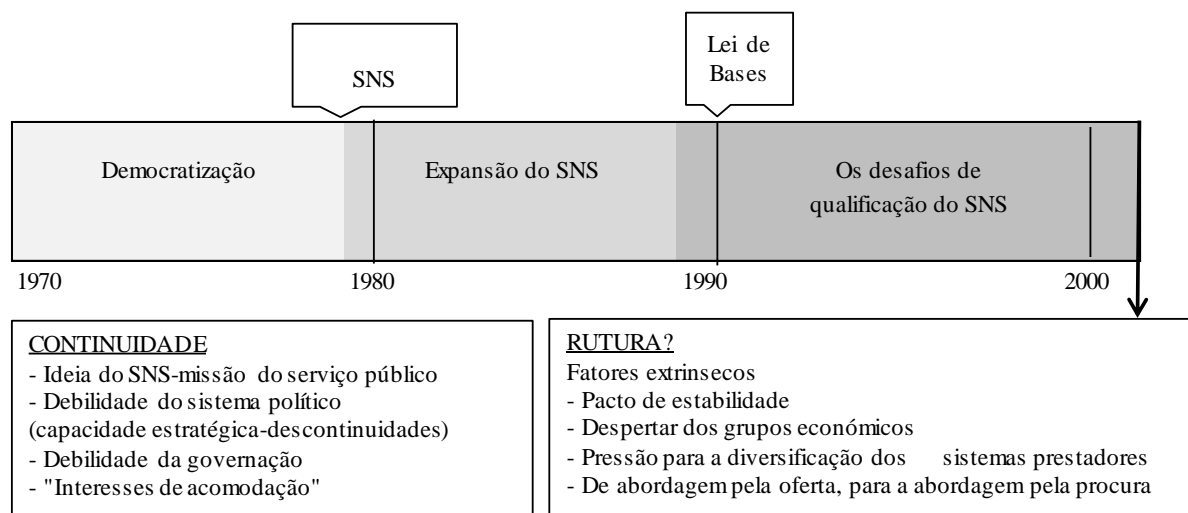 SNS
Lei de
Bases
Democratização
Expansão do SNS
Os desafios de
qualificação do SNS
1970
1980
1990
2000
CONTINUIDADE
- Ideia do SNS-missão do serviço público
- Debilidade do sistema político
(capacidade estratégica-descontinuidades)
- Debilidade da governação
- "Interesses de acomodação"
RUTURA?
Fatores extrinsecos
- Pacto de estabilidade
- Despertar dos grupos económicos
- Pressão para a diversificação dos sistemas prestadores
- De abordagem pela oferta, para a abordagem pela procura